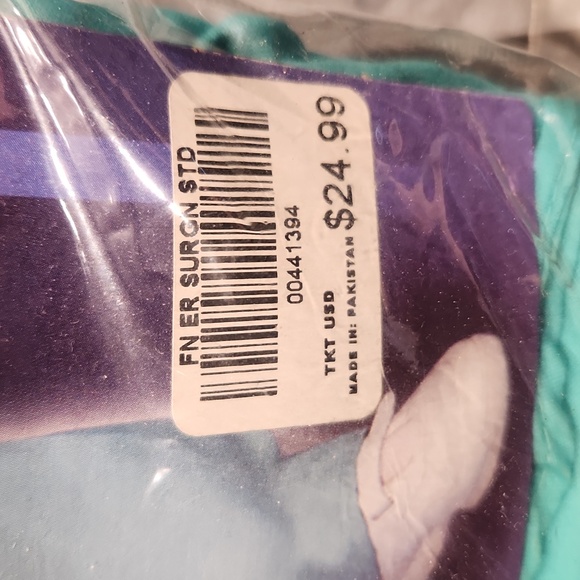 FN ER SURGN STD
00441394
TKT USD $24.99
MADE IN: PAKISTAN